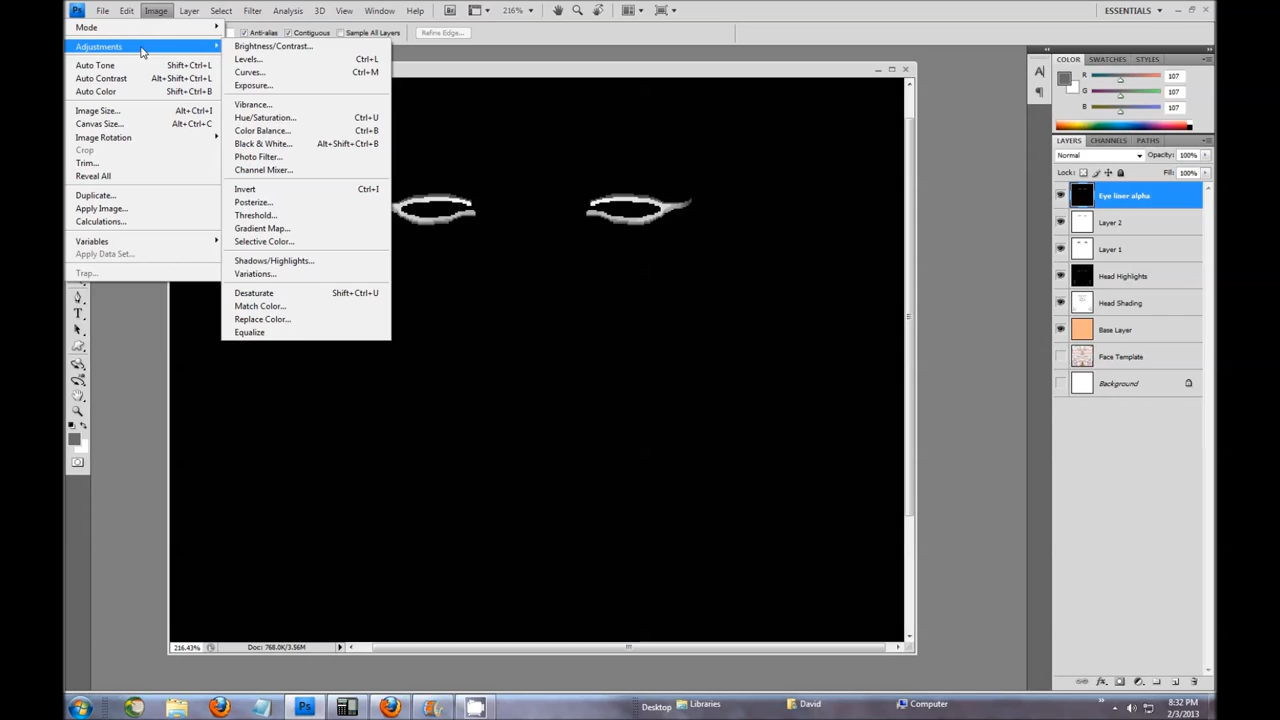 Ps File Edit Image Layer Select Filter Analysis 3D View Window Help Br 216% ESSENTIALS
Anti-alias Contiguous Sample All Layers Refine Edge...
Mode
Adjustments
Auto Tone Shift+Ctrl+L
Auto Contrast Alt+Shift+Ctrl+L
Auto Color Shift+Ctrl+B
Image Size... Alt+Ctrl+I
Canvas Size... Alt+Ctrl+C
Image Rotation
Crop
Trim...
Reveal All
Duplicate...
Apply Image...
Calculations...
Variables
Apply Data Set...
Trap...
Brightness/Contrast...
Levels... Ctrl+L
Curves... Ctrl+M
Exposure...
Vibrance...
Hue/Saturation... Ctrl+U
Color Balance... Ctrl+B
Black & White... Alt+Shift+Ctrl+B
Photo Filter...
Channel Mixer...
Invert Ctrl+I
Posterize...
Threshold...
Gradient Map...
Selective Color...
Shadows/Highlights...
Variations...
Desaturate Shift+Ctrl+U
Match Color...
Replace Color...
Equalize
COLOR SWATCHES STYLES
R 107
G 107
B 107
LAYERS CHANNELS PATHS
Normal Opacity: 100%
Lock: Fill: 100%
Eye liner alpha
Layer 2
Layer 1
Head Highlights
Head Shading
Base Layer
Face Template
Background
216.43% Doc: 768.0K/3.56M
Ps Desktop Libraries David Computer 8:32 PM
2/3/2013